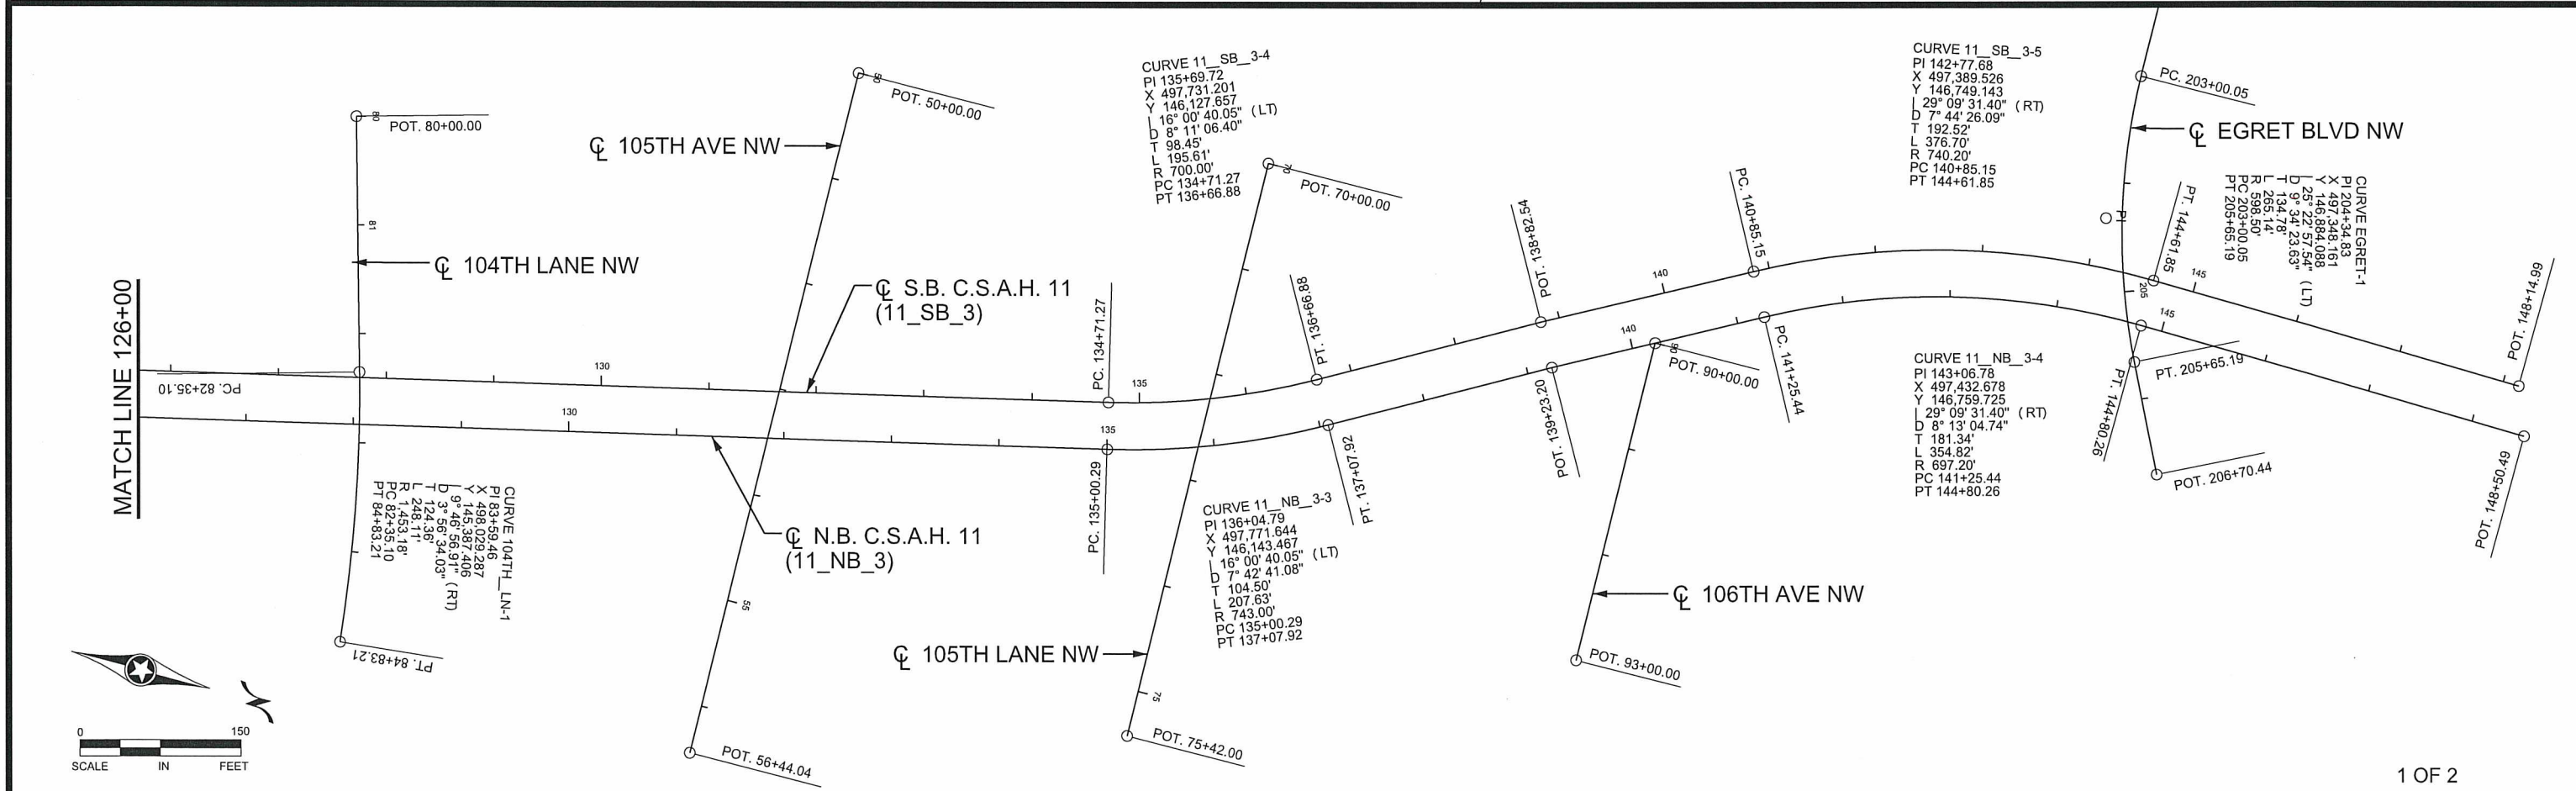 MATCH LINE 126+00
80
POT. 80+00.00
81
℄ 104TH LANE NW
PC. 82+35.10
CURVE 104TH_LN-1
PI 83+59.46
X 498,029.287
Y 145,387.406
I 9° 46' 56.91" (RT)
D 3° 56' 34.03"
T 124.36'
L 248.11'
R 1,453.18'
PC 82+35.10
PT 84+83.21
PT. 84+83.21
0 150
SCALE IN FEET
50
POT. 50+00.00
℄ 105TH AVE NW
℄ S.B. C.S.A.H. 11
(11_SB_3)
130
130
℄ N.B. C.S.A.H. 11
(11_NB_3)
55
POT. 56+44.04
CURVE 11__SB__3-4
PI 135+69.72
X 497,731.201
Y 146,127.657
I 16° 00' 40.05" (LT)
D 8° 11' 06.40"
T 98.45'
L 195.61'
R 700.00'
PC 134+71.27
PT 136+66.88
70
POT. 70+00.00
PC. 134+71.27
135
135
PC. 135+00.29
PT. 136+66.88
PT. 137+07.92
CURVE 11__NB__3-3
PI 136+04.79
X 497,771.644
Y 146,143.467
I 16° 00' 40.05" (LT)
D 7° 42' 41.08"
T 104.50'
L 207.63'
R 743.00'
PC 135+00.29
PT 137+07.92
℄ 105TH LANE NW
75
POT. 75+42.00
POT. 138+82.54
POT. 139+23.20
140
140
90
POT. 90+00.00
℄ 106TH AVE NW
POT. 93+00.00
PC. 140+85.15
PC. 141+25.44
CURVE 11__SB__3-5
PI 142+77.68
X 497,389.526
Y 146,749.143
I 29° 09' 31.40" (RT)
D 7° 44' 26.09"
T 192.52'
L 376.70'
R 740.20'
PC 140+85.15
PT 144+61.85
CURVE 11__NB__3-4
PI 143+06.78
X 497,432.678
Y 146,759.725
I 29° 09' 31.40" (RT)
D 8° 13' 04.74"
T 181.34'
L 354.82'
R 697.20'
PC 141+25.44
PT 144+80.26
PC. 203+00.05
℄ EGRET BLVD NW
PI
CURVE EGRET-1
PI 204+34.83
X 497,348.161
Y 146,884.088
I 25° 22' 57.54" (LT)
D 9° 34' 23.63"
T 134.78'
L 265.14'
R 598.50'
PC 203+00.05
PT 205+65.19
PT. 144+61.85
145
205
145
PT. 205+65.19
PT. 144+80.26
POT. 206+70.44
POT. 148+14.99
POT. 148+50.49
1 OF 2